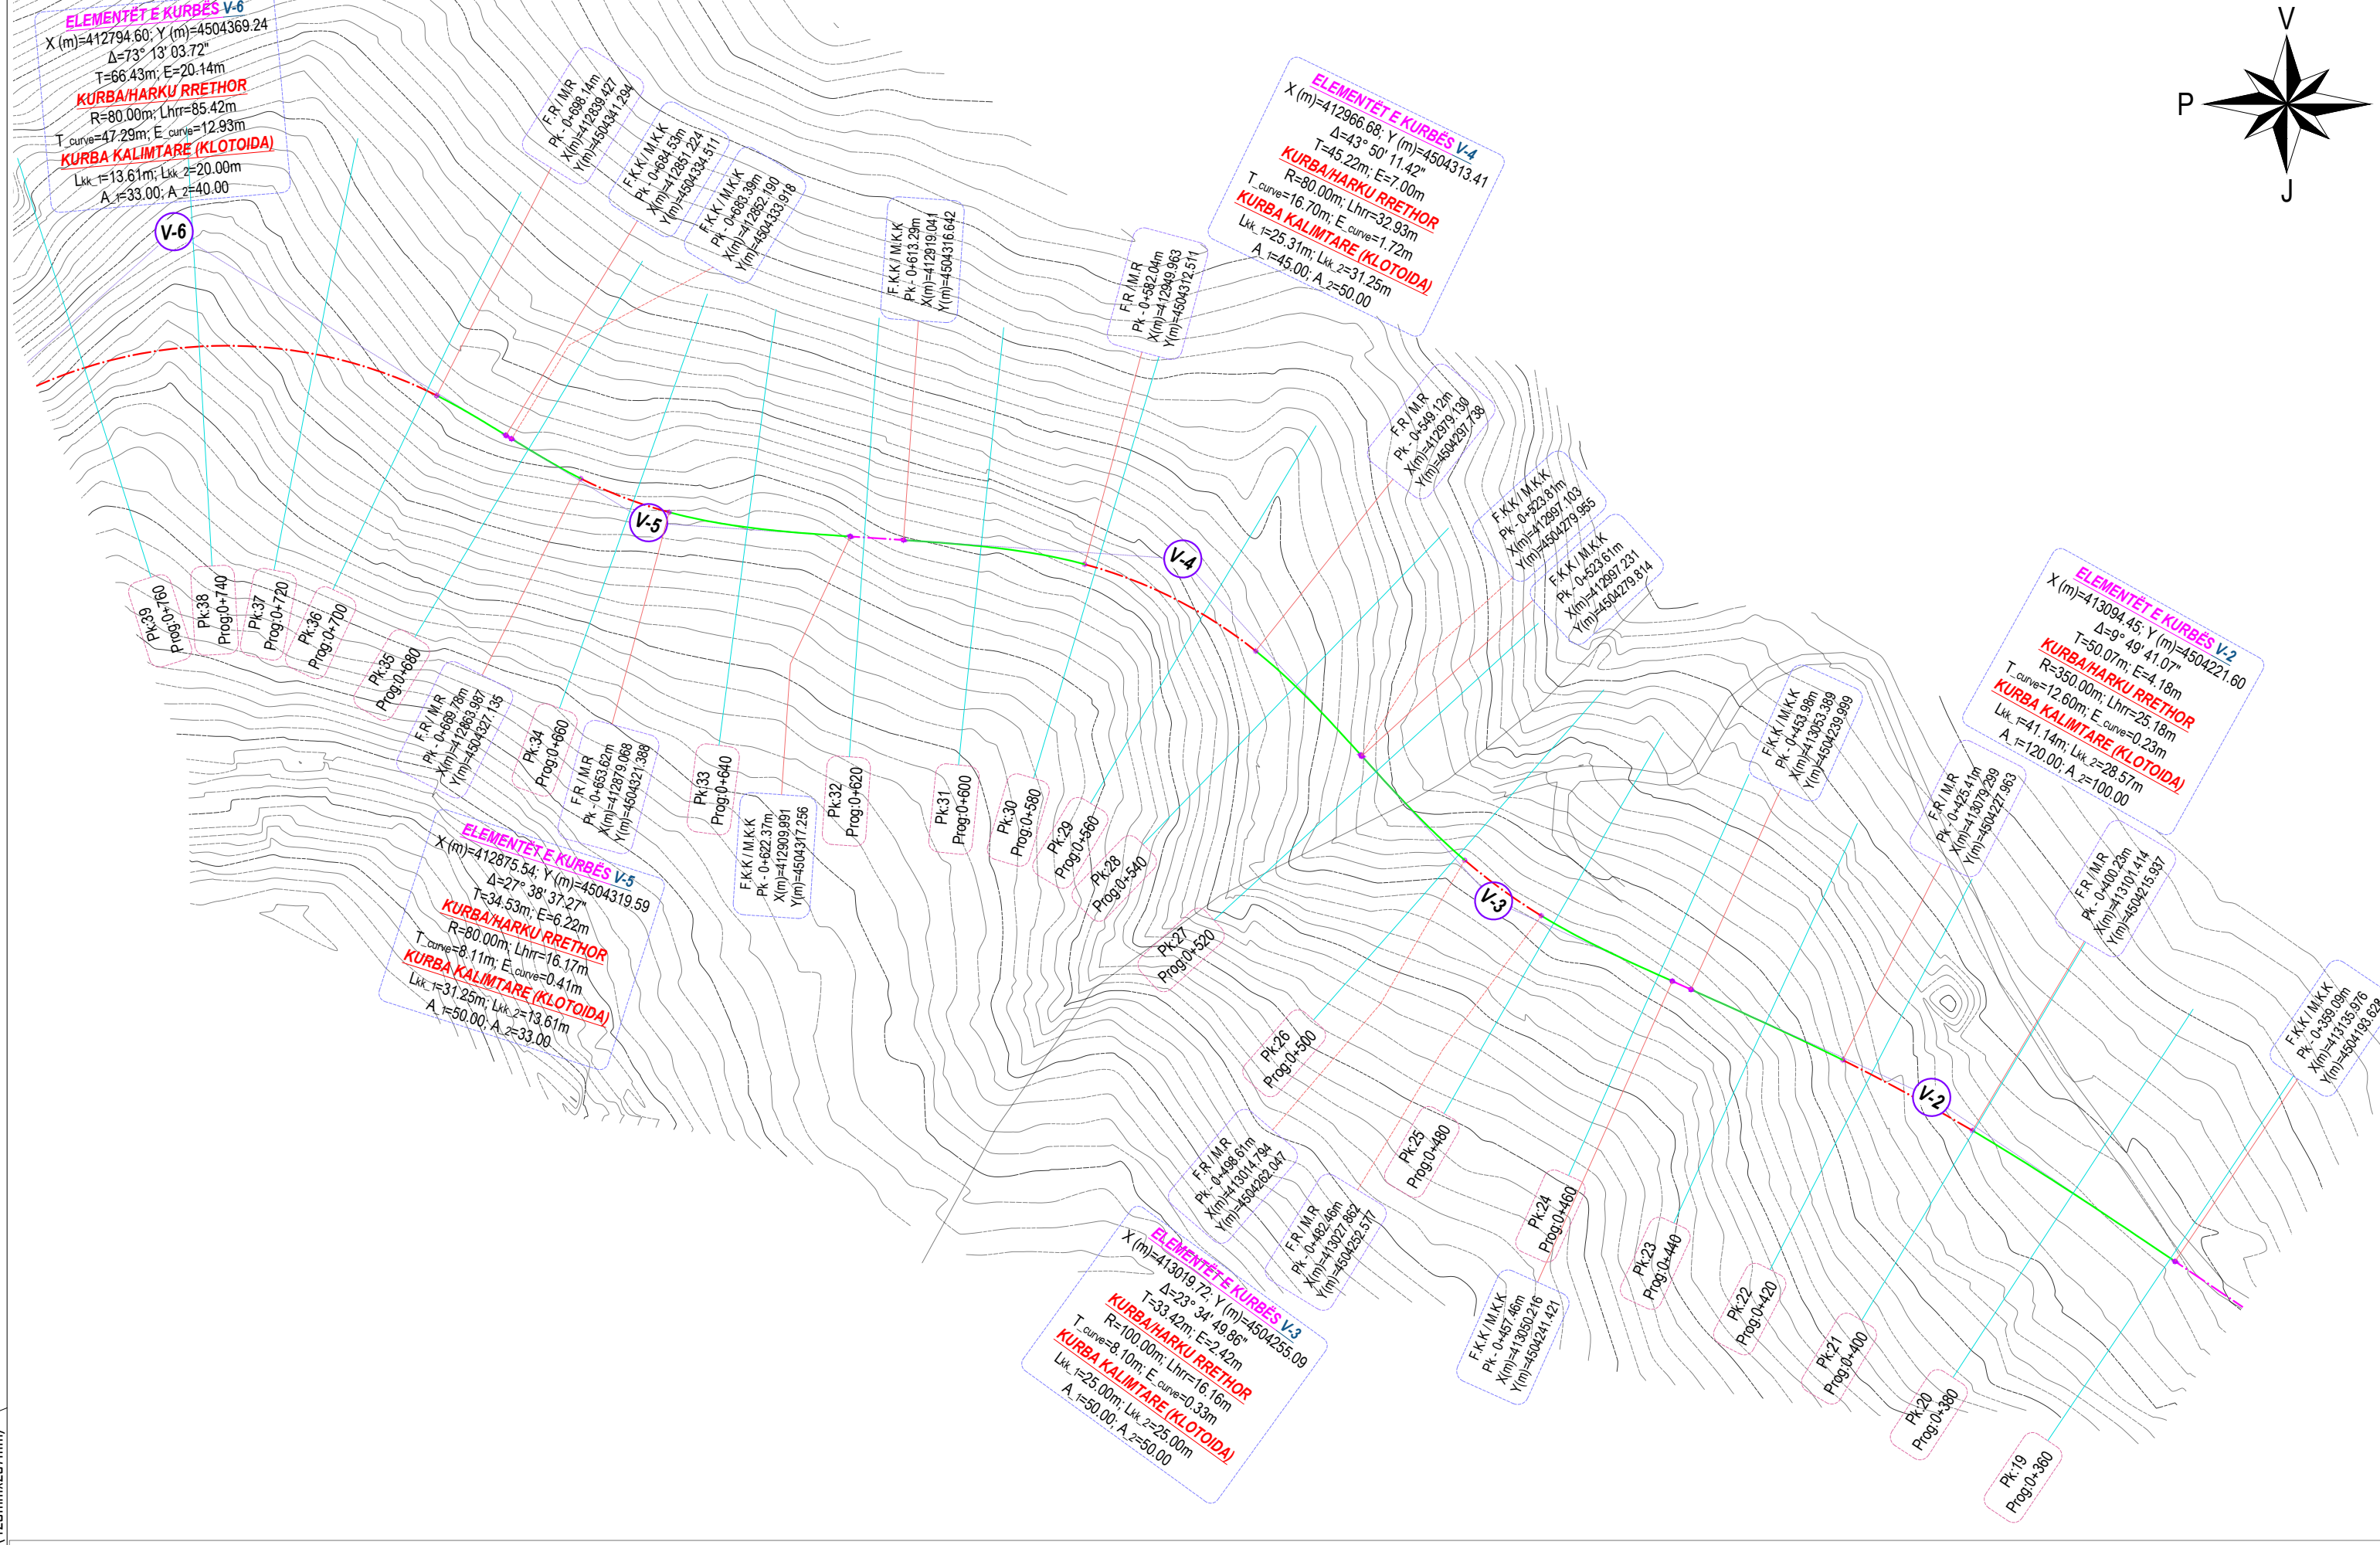 ELEMENTËT E KURBËS V-6
X (m)=412794.60; Y (m)=4504369.24
Δ=73° 13' 03.72"
T=66.43m; E=20.14m
KURBA/HARKU RRETHOR
R=80.00m; Lhrr=85.42m
T_curve=47.29m; E_curve=12.93m
KURBA KALIMTARE (KLOTOIDA)
Lkk_1=13.61m; Lkk_2=20.00m
A_1=33.00; A_2=40.00
V-6
F.R / M.R
Pk - 0+698.14m
X(m)=412839.427
Y(m)=4504341.294
F.K.K / M.K.K
Pk - 0+684.53m
X(m)=412851.224
Y(m)=4504334.511
F.K.K / M.K.K
Pk - 0+683.39m
X(m)=412852.190
Y(m)=4504333.918
F.K.K / M.K.K
Pk - 0+613.29m
X(m)=412919.041
Y(m)=4504316.642
F.R / M.R
Pk - 0+582.04m
X(m)=412949.963
Y(m)=4504312.511
ELEMENTËT E KURBËS V-4
X (m)=412966.68; Y (m)=4504313.41
Δ=43° 50' 11.42"
T=45.22m; E=7.00m
KURBA/HARKU RRETHOR
R=80.00m; Lhrr=32.93m
T_curve=16.70m; E_curve=1.72m
KURBA KALIMTARE (KLOTOIDA)
Lkk_1=25.31m; Lkk_2=31.25m
A_1=45.00; A_2=50.00
V
P
J
F.R / M.R
Pk - 0+549.12m
X(m)=412979.130
Y(m)=4504297.738
F.K.K / M.K.K
Pk - 0+523.81m
X(m)=412997.103
Y(m)=4504279.955
F.K.K / M.K.K
Pk - 0+523.61m
X(m)=412997.231
Y(m)=4504279.814
V-5
V-4
ELEMENTËT E KURBËS V-2
X (m)=413094.45; Y (m)=4504221.60
Δ=9° 49' 41.07"
T=50.07m; E=4.18m
KURBA/HARKU RRETHOR
R=350.00m; Lhrr=25.18m
T_curve=12.60m; E_curve=0.23m
KURBA KALIMTARE (KLOTOIDA)
Lkk_1=41.14m; Lkk_2=28.57m
A_1=120.00; A_2=100.00
F.K.K / M.K.K
Pk - 0+453.98m
X(m)=413053.389
Y(m)=4504239.999
F.R / M.R
Pk - 0+425.41m
X(m)=413079.299
Y(m)=4504227.963
F.R / M.R
Pk - 0+400.23m
X(m)=413101.414
Y(m)=4504215.937
F.K.K / M.K.K
Pk - 0+359.09m
X(m)=413135.976
Y(m)=4504193.628
Pk:39
Prog:0+760
Pk:38
Prog:0+740
Pk:37
Prog:0+720
Pk:36
Prog:0+700
Pk:35
Prog:0+680
F.R / M.R
Pk - 0+669.78m
X(m)=412863.987
Y(m)=4504327.135
Pk:34
Prog:0+660
F.R / M.R
Pk - 0+653.62m
X(m)=412879.068
Y(m)=4504321.388
Pk:33
Prog:0+640
F.K.K / M.K.K
Pk - 0+622.37m
X(m)=412909.991
Y(m)=4504317.256
Pk:32
Prog:0+620
Pk:31
Prog:0+600
Pk:30
Prog:0+580
Pk:29
Prog:0+560
Pk:28
Prog:0+540
Pk:27
Prog:0+520
ELEMENTËT E KURBËS V-5
X (m)=412875.54; Y (m)=4504319.59
Δ=27° 38' 37.27"
T=34.53m; E=6.22m
KURBA/HARKU RRETHOR
R=80.00m; Lhrr=16.17m
T_curve=8.11m; E_curve=0.41m
KURBA KALIMTARE (KLOTOIDA)
Lkk_1=31.25m; Lkk_2=13.61m
A_1=50.00; A_2=33.00
V-3
V-2
Pk:26
Prog:0+500
F.R / M.R
Pk - 0+498.61m
X(m)=413014.794
Y(m)=4504262.047
F.R / M.R
Pk - 0+482.46m
X(m)=413027.862
Y(m)=4504252.577
Pk:25
Prog:0+480
Pk:24
Prog:0+460
F.K.K / M.K.K
Pk - 0+457.46m
X(m)=413050.216
Y(m)=4504241.421
Pk:23
Prog:0+440
Pk:22
Prog:0+420
Pk:21
Prog:0+400
Pk:20
Prog:0+380
Pk:19
Prog:0+360
ELEMENTËT E KURBËS V-3
X (m)=413019.72; Y (m)=4504255.09
Δ=23° 34' 49.86"
T=33.42m; E=2.42m
KURBA/HARKU RRETHOR
R=100.00m; Lhrr=16.16m
T_curve=8.10m; E_curve=0.33m
KURBA KALIMTARE (KLOTOIDA)
Lkk_1=25.00m; Lkk_2=25.00m
A_1=50.00; A_2=50.00